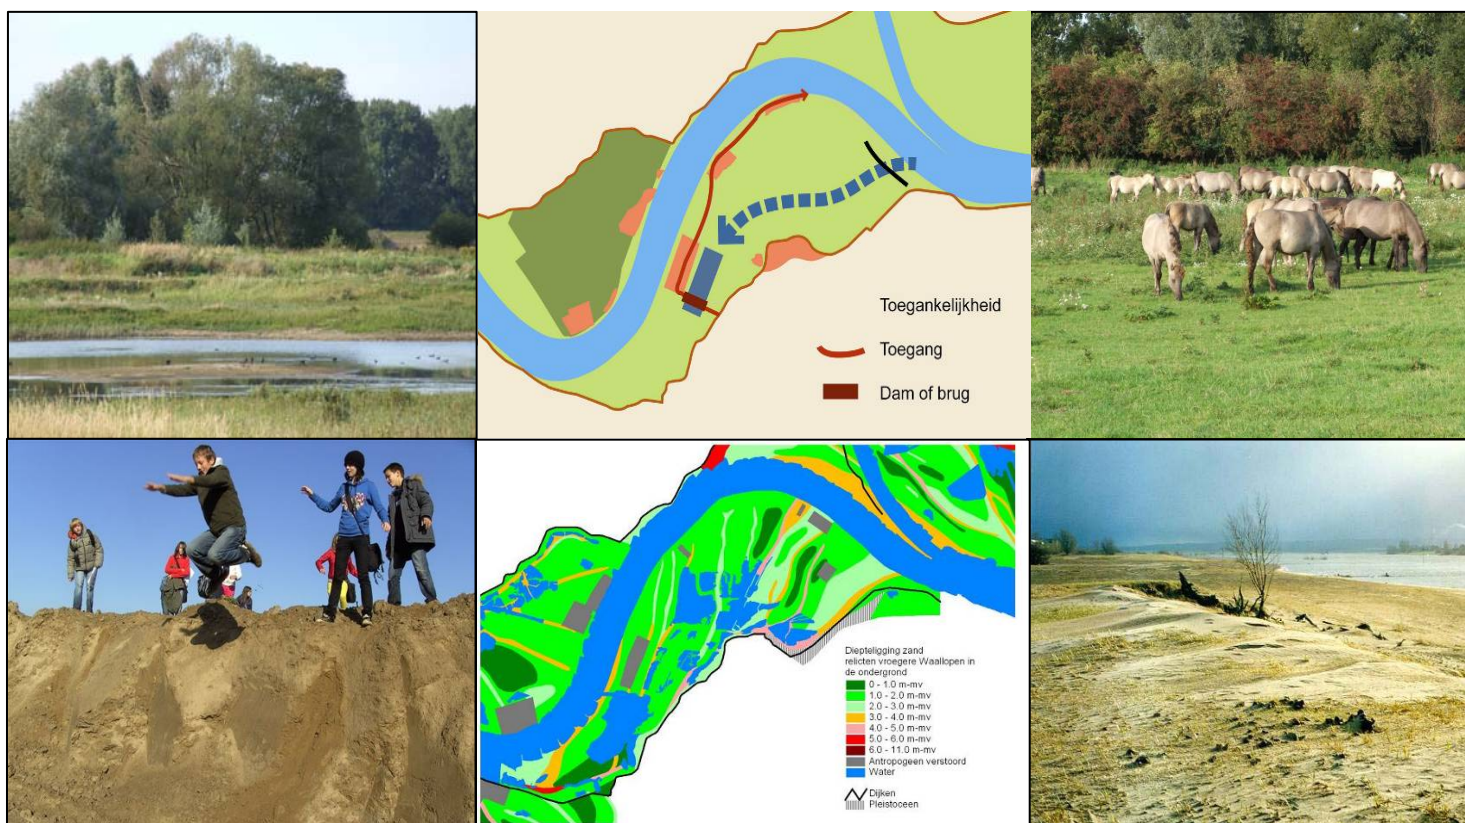 Toegankelijkheid
Toegang
Dam of brug
Diepteligging zand
relicten vroegere Waallopen in
de ondergrond
0 - 1.0 m-mv
1.0 - 2.0 m-mv
2.0 - 3.0 m-mv
3.0 - 4.0 m-mv
4.0 - 5.0 m-mv
5.0 - 6.0 m-mv
6.0 - 11.0 m-mv
Antropogeen verstoord
Water
Dijken
Pleistoceen